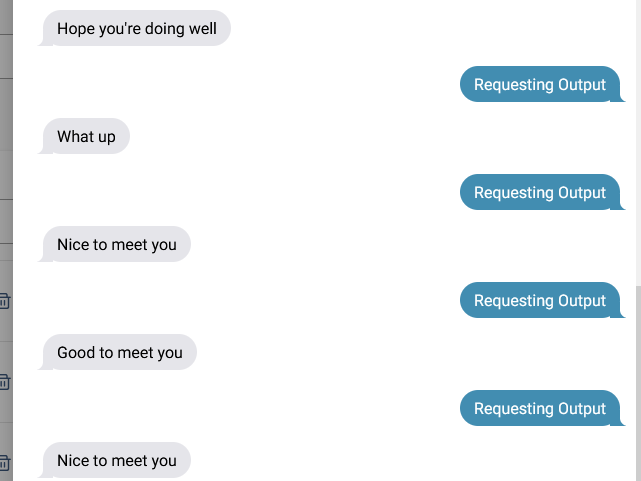 Hope you're doing well
Requesting Output
What up
Requesting Output
Nice to meet you
Requesting Output
Good to meet you
Requesting Output
Nice to meet you